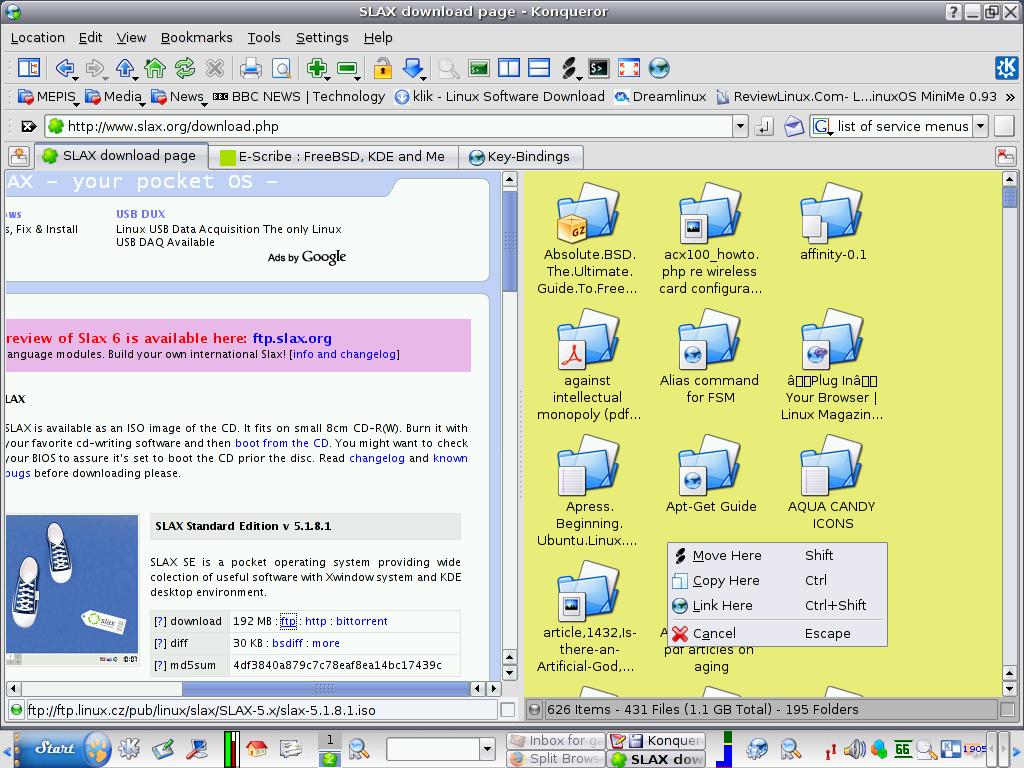 SLAX download page - Konqueror
Location Edit View Bookmarks Tools Settings Help
MEPIS Media News BBC NEWS | Technology klik - Linux Software Download Dreamlinux ReviewLinux.Com- L...inuxOS MiniMe 0.93 »
http://www.slax.org/download.php
G list of service menus
SLAX download page
E-Scribe : FreeBSD, KDE and Me
Key-Bindings
AX - your pocket OS -
ows
s, Fix & Install
USB DUX
Linux USB Data Acquisition The only Linux
USB DAQ Available
Ads by Google
review of Slax 6 is available here: ftp.slax.org
anguage modules. Build your own international Slax! [info and changelog]
LAX
SLAX is available as an ISO image of the CD. It fits on small 8cm CD-R(W). Burn it with
your favorite cd-writing software and then boot from the CD. You might want to check
your BIOS to assure it's set to boot the CD prior the disc. Read changelog and known
bugs before downloading please.
slax
SLAX Standard Edition v 5.1.8.1
SLAX SE is a pocket operating system providing wide
colection of useful software with Xwindow system and KDE
desktop environment.
[?] download 192 MB : ftp : http : bittorrent
[?] diff 30 KB : bsdiff : more
[?] md5sum 4df3840a879c7c78eaf8ea14bc17439c
ftp://ftp.linux.cz/pub/linux/slax/SLAX-5.x/slax-5.1.8.1.iso
GZ
Absolute.BSD.
The.Ultimate.
Guide.To.Free...
acx100_howto.
php re wireless
card configura...
affinity-0.1
against
intellectual
monopoly (pdf...
Alias command
for FSM
Plug In
Your Browser |
Linux Magazin...
Apress.
Beginning.
Ubuntu.Linux....
Apt-Get Guide
AQUA CANDY
ICONS
article,1432,Is-
there-an-
Artificial-God,...
pdf articles on
aging
Move Here Shift
Copy Here Ctrl
Link Here Ctrl+Shift
Cancel Escape
626 Items - 431 Files (1.1 GB Total) - 195 Folders
Start
1
2
Inbox for ga
Split Brows
Konquer
SLAX dow
66
1905